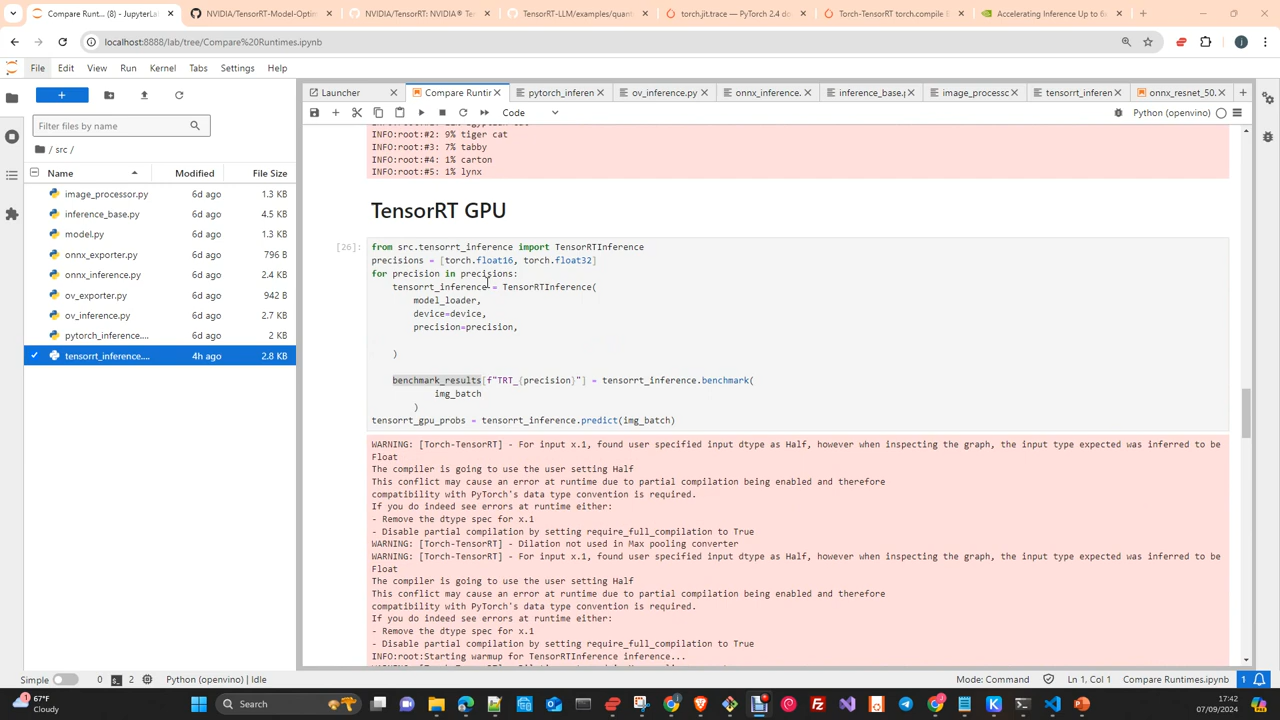 Compare Run... (8) - JupyterLab
NVIDIA/TensorRT-Model-Optim
NVIDIA/TensorRT: NVIDIA® T
TensorRT-LLM/examples/quan
torch.jit.trace — PyTorch 2.4 do
Torch-TensorRT torch.compile B
Accelerating Inference Up to 6x
localhost:8888/lab/tree/Compare%20Runtimes.ipynb
File Edit View Run Kernel Tabs Settings Help
Launcher
Compare Runtir
pytorch_inferen
ov_inference.py
onnx_inference.
inference_base.p
image_processc
tensorrt_inferen
onnx_resnet_50.
Code
Python (openvino)
Filter files by name
/ src /
Name Modified File Size
image_processor.py 6d ago 1.3 KB
inference_base.py 6d ago 4.5 KB
model.py 6d ago 1.3 KB
onnx_exporter.py 6d ago 796 B
onnx_inference.py 6d ago 2.4 KB
ov_exporter.py 6d ago 942 B
ov_inference.py 6d ago 2.7 KB
pytorch_inference.... 6d ago 2 KB
tensorrt_inference.... 4h ago 2.8 KB
INFO:root:#2: 9% tiger cat
INFO:root:#3: 7% tabby
INFO:root:#4: 1% carton
INFO:root:#5: 1% lynx
TensorRT GPU
[26]:
from src.tensorrt_inference import TensorRTInference
precisions = [torch.float16, torch.float32]
for precision in precisions:
tensorrt_inference = TensorRTInference(
model_loader,
device=device,
precision=precision,
)
benchmark_results[f"TRT_{precision}"] = tensorrt_inference.benchmark(
img_batch
)
tensorrt_gpu_probs = tensorrt_inference.predict(img_batch)
WARNING: [Torch-TensorRT] - For input x.1, found user specified input dtype as Half, however when inspecting the graph, the input type expected was inferred to be
Float
The compiler is going to use the user setting Half
This conflict may cause an error at runtime due to partial compilation being enabled and therefore
compatibility with PyTorch's data type convention is required.
If you do indeed see errors at runtime either:
- Remove the dtype spec for x.1
- Disable partial compilation by setting require_full_compilation to True
WARNING: [Torch-TensorRT] - Dilation not used in Max pooling converter
WARNING: [Torch-TensorRT] - For input x.1, found user specified input dtype as Half, however when inspecting the graph, the input type expected was inferred to be
Float
The compiler is going to use the user setting Half
This conflict may cause an error at runtime due to partial compilation being enabled and therefore
compatibility with PyTorch's data type convention is required.
If you do indeed see errors at runtime either:
- Remove the dtype spec for x.1
- Disable partial compilation by setting require_full_compilation to True
INFO:root:Starting warmup for TensorRTInference inference...
Simple 0 2 Python (openvino) | Idle
Mode: Command Ln 1, Col 1 Compare Runtimes.ipynb 1
67°F
Cloudy
Search
17:42
07/09/2024